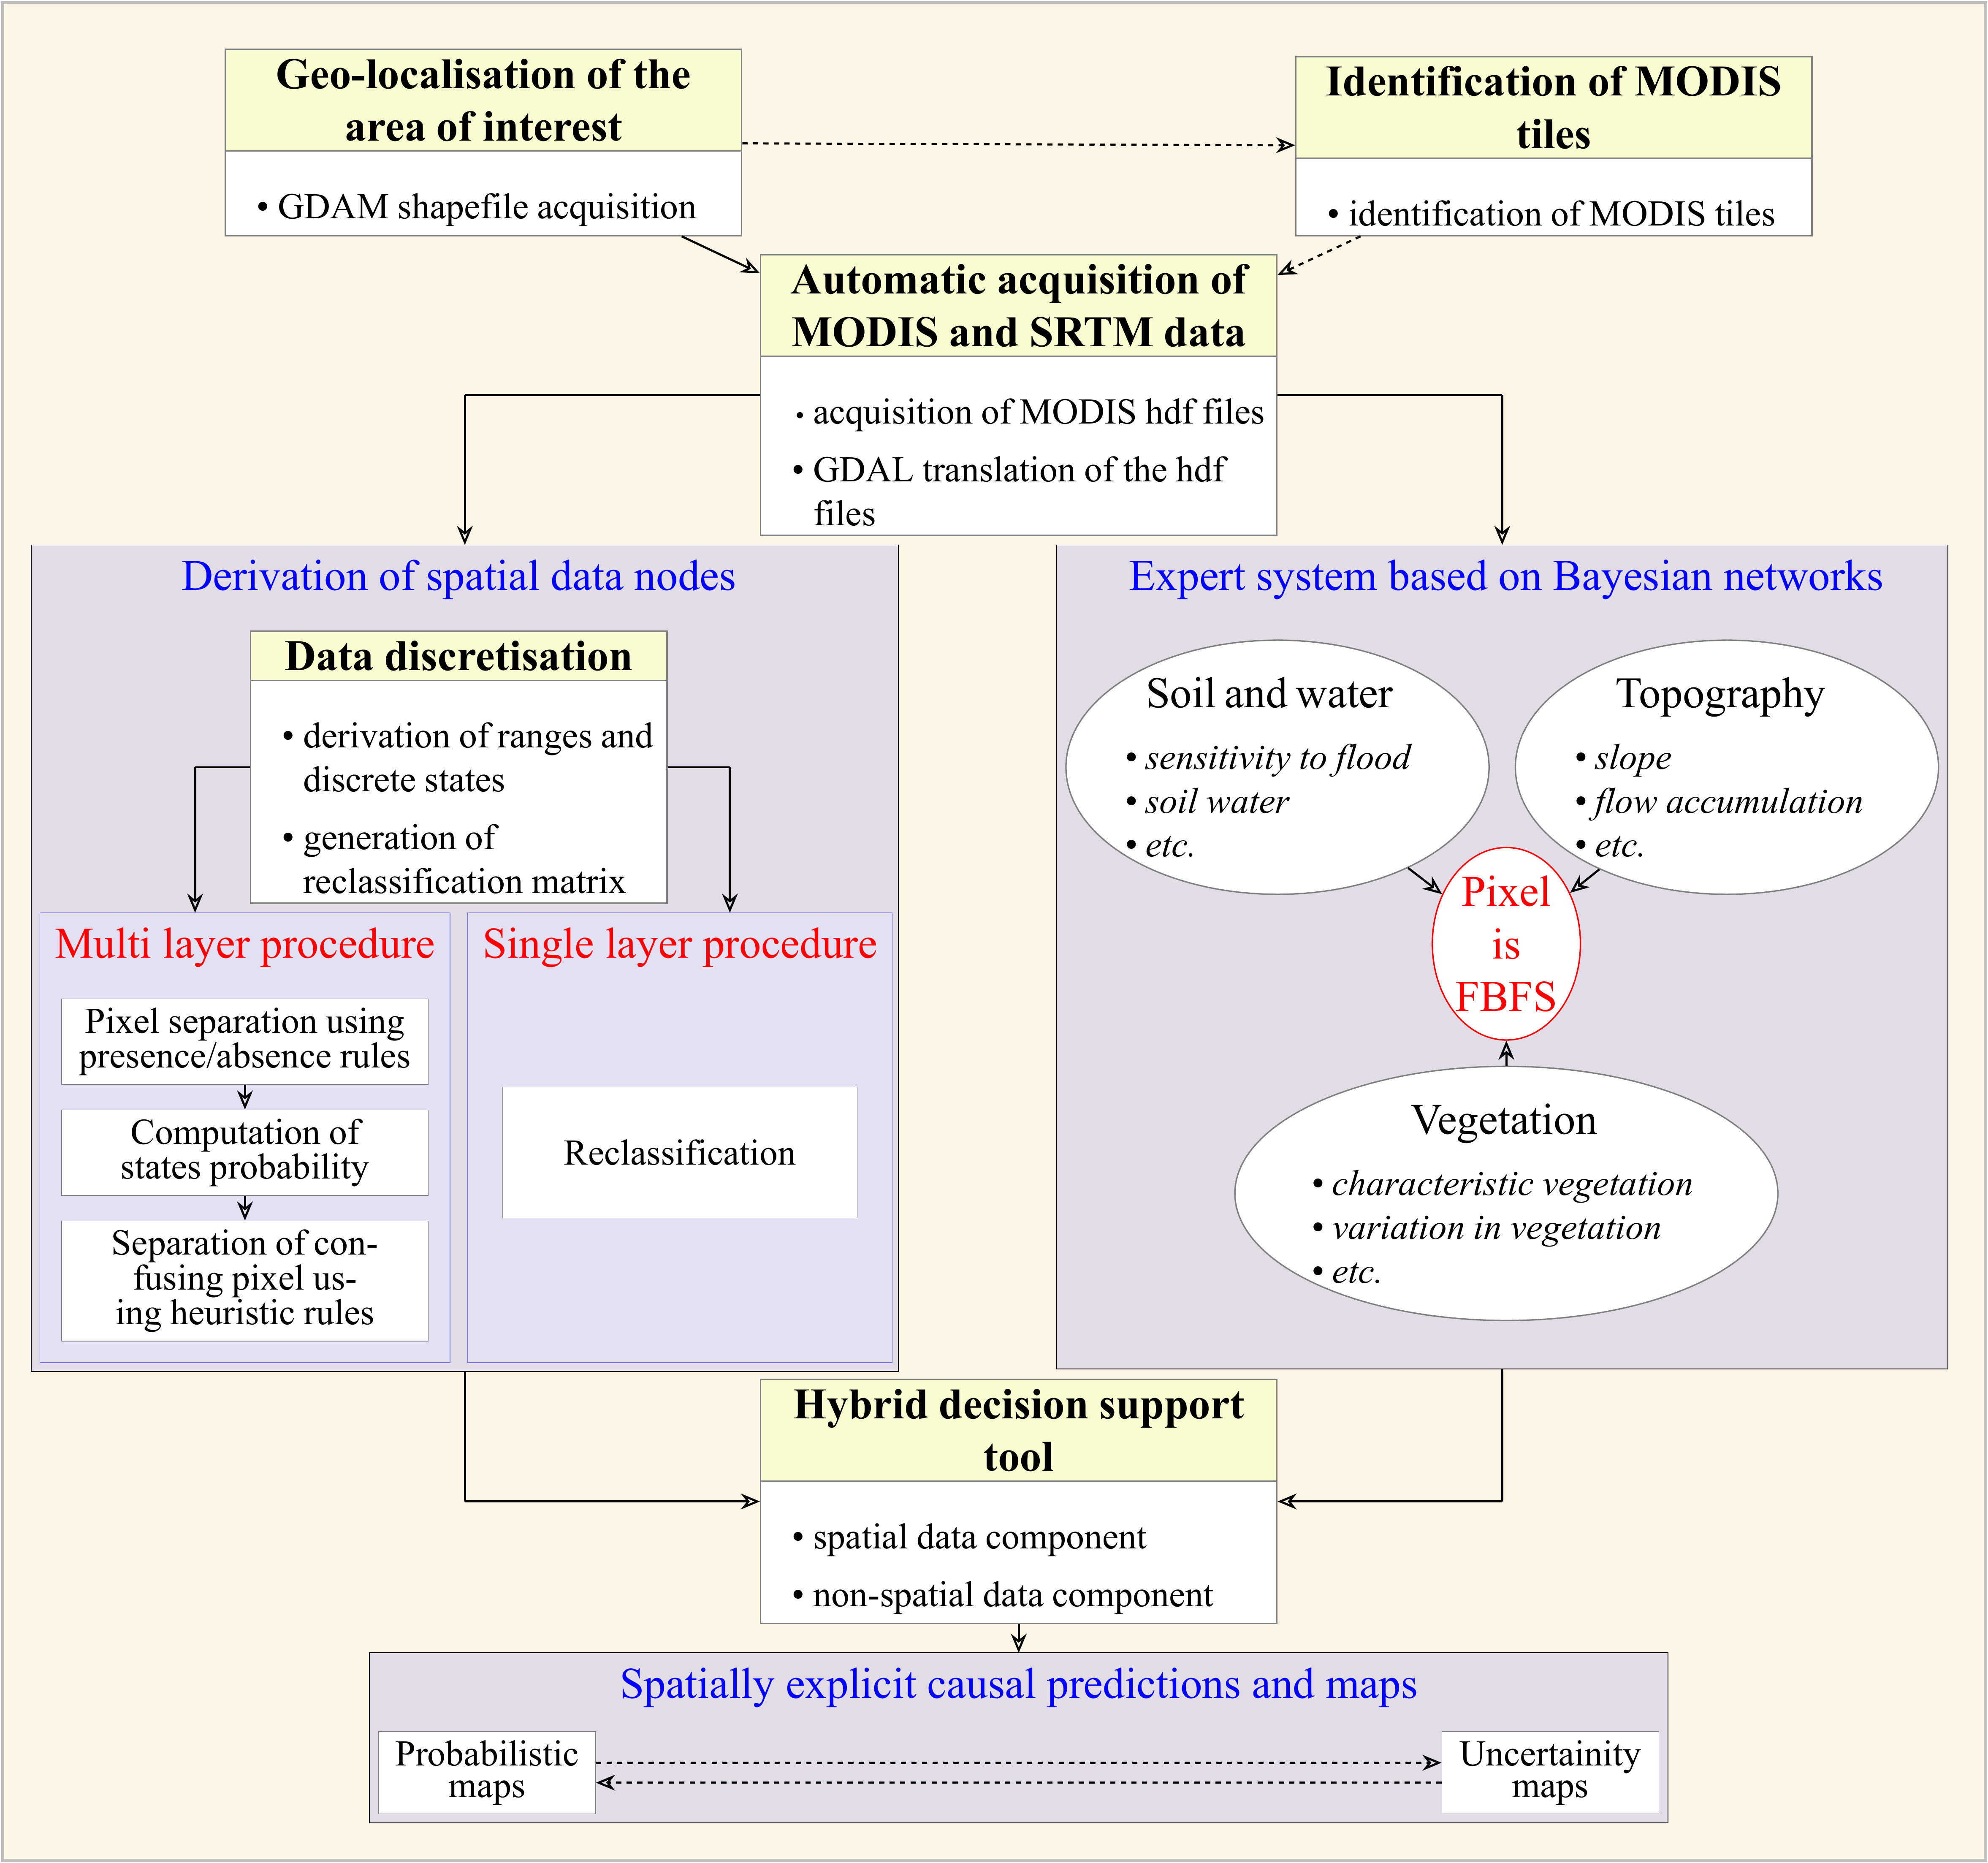 Geo-localisation of the
area of interest
• GDAM shapefile acquisition
Identification of MODIS
tiles
• identification of MODIS tiles
Automatic acquisition of
MODIS and SRTM data
• acquisition of MODIS hdf files
• GDAL translation of the hdf
files
Derivation of spatial data nodes
Data discretisation
• derivation of ranges and
discrete states
• generation of
reclassification matrix
Multi layer procedure
Pixel separation using
presence/absence rules
Computation of
states probability
Separation of con-
fusing pixel us-
ing heuristic rules
Single layer procedure
Reclassification
Expert system based on Bayesian networks
Soil and water
• sensitivity to flood
• soil water
• etc.
Topography
• slope
• flow accumulation
• etc.
Pixel
is
FBFS
Vegetation
• characteristic vegetation
• variation in vegetation
• etc.
Hybrid decision support
tool
• spatial data component
• non-spatial data component
Spatially explicit causal predictions and maps
Probabilistic
maps
Uncertainity
maps